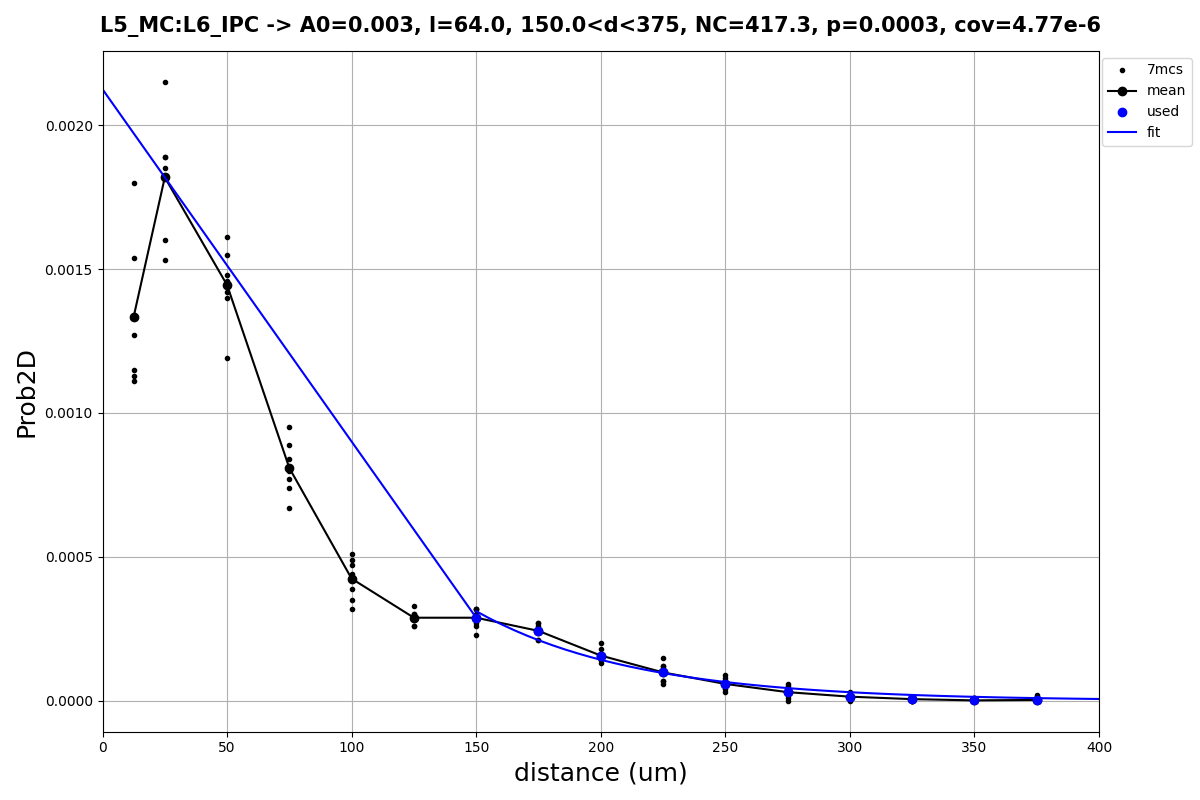 L5_MC:L6_IPC -> A0=0.003, l=64.0, 150.0<d<375, NC=417.3, p=0.0003, cov=4.77e-6
7mcs
mean
used
fit
0.0020
0.0015
0.0010
0.0005
0.0000
Prob2D
0 50 100 150 200 250 300 350 400
distance (um)